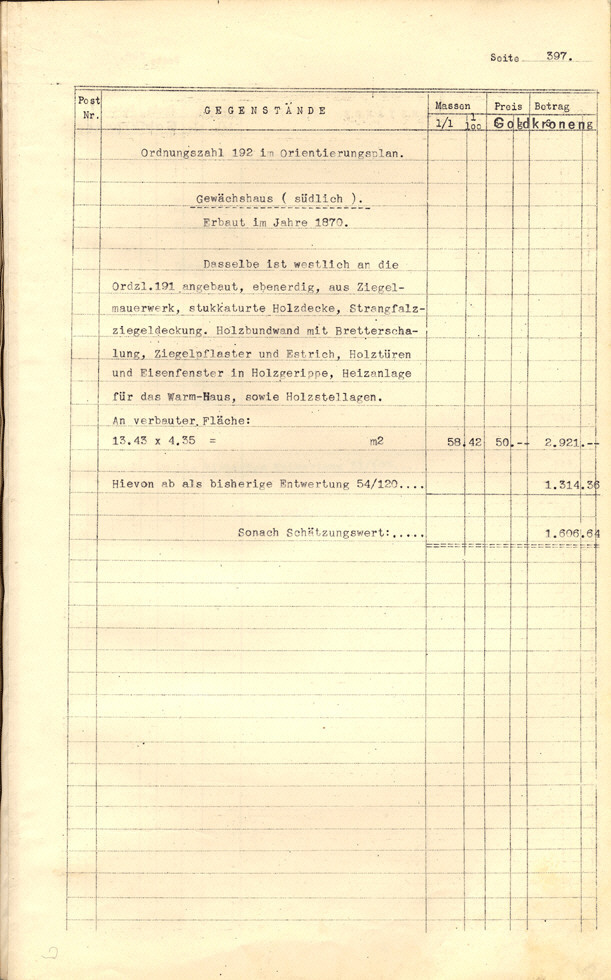 Seite 397.
Post Nr. GEGENSTÄNDE Massen Preis Betrag
1/1 1/100 Goldkronen
Ordnungszahl 192 im Orientierungsplan.
Gewächshaus ( südlich ).
Erbaut im Jahre 1870.
Dasselbe ist westlich an die
Ordzl.191 angebaut, ebenerdig, aus Ziegel-
mauerwerk, stukkaturte Holzdecke, Strangfalz-
ziegeldeckung. Holzbundwand mit Bretterscha-
lung, Ziegelpflaster und Estrich, Holztüren
und Eisenfenster in Holzgerippe, Heizanlage
für das Warm-Haus, sowie Holzstellagen.
An verbauter Fläche:
13.43 x 4.35 = m2 58.42 50.-- 2.921.--
Hievon ab als bisherige Entwertung 54/120.... 1.314.36
Sonach Schätzungswert:..... 1.606.64